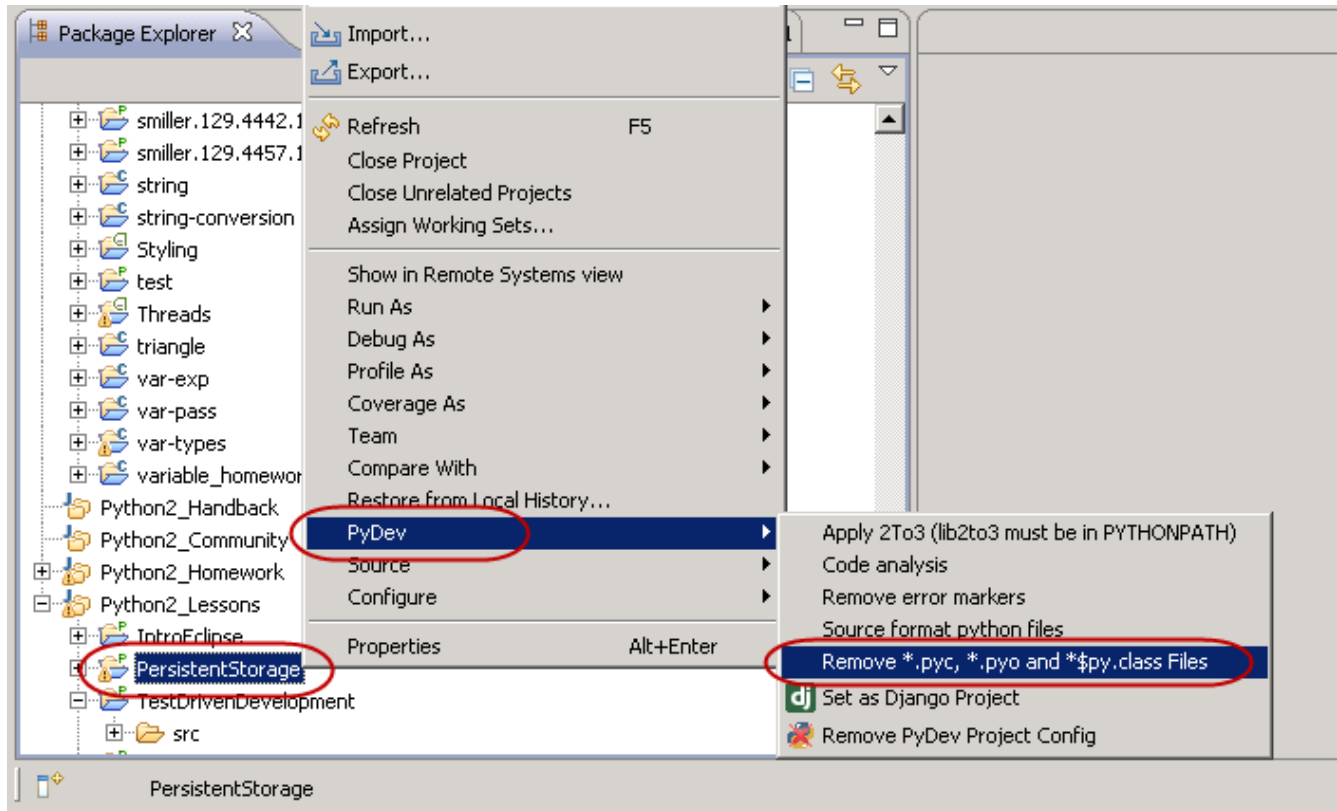 Package Explorer
smiller.129.4442.1
smiller.129.4457.1
string
string-conversion
Styling
test
Threads
triangle
var-exp
var-pass
var-types
variable_homewor
Python2_Handback
Python2_Community
Python2_Homework
Python2_Lessons
IntroEclipse
PersistentStorage
TestDrivenDevelopment
src
Import...
Export...
Refresh F5
Close Project
Close Unrelated Projects
Assign Working Sets...
Show in Remote Systems view
Run As
Debug As
Profile As
Coverage As
Team
Compare With
Restore from Local History...
PyDev
Source
Configure
Properties Alt+Enter
Apply 2To3 (lib2to3 must be in PYTHONPATH)
Code analysis
Remove error markers
Source format python files
Remove *.pyc, *.pyo and *$py.class Files
dj Set as Django Project
Remove PyDev Project Config
PersistentStorage